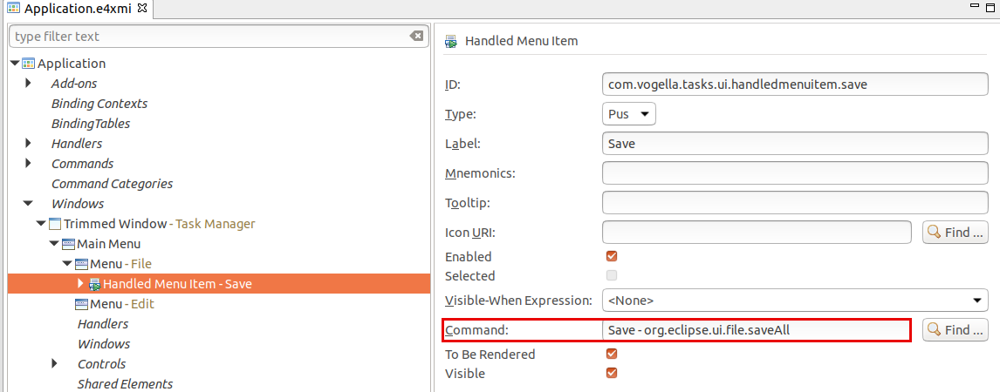 Application.e4xmi
type filter text
Application
Add-ons
Binding Contexts
BindingTables
Handlers
Commands
Command Categories
Windows
Trimmed Window - Task Manager
Main Menu
Menu - File
Handled Menu Item - Save
Menu - Edit
Handlers
Windows
Controls
Shared Elements
Handled Menu Item
ID: com.vogella.tasks.ui.handledmenuitem.save
Type: Pus
Label: Save
Mnemonics:
Tooltip:
Icon URI: Find ...
Enabled
Selected
Visible-When Expression: <None>
Command: Save - org.eclipse.ui.file.saveAll Find ...
To Be Rendered
Visible